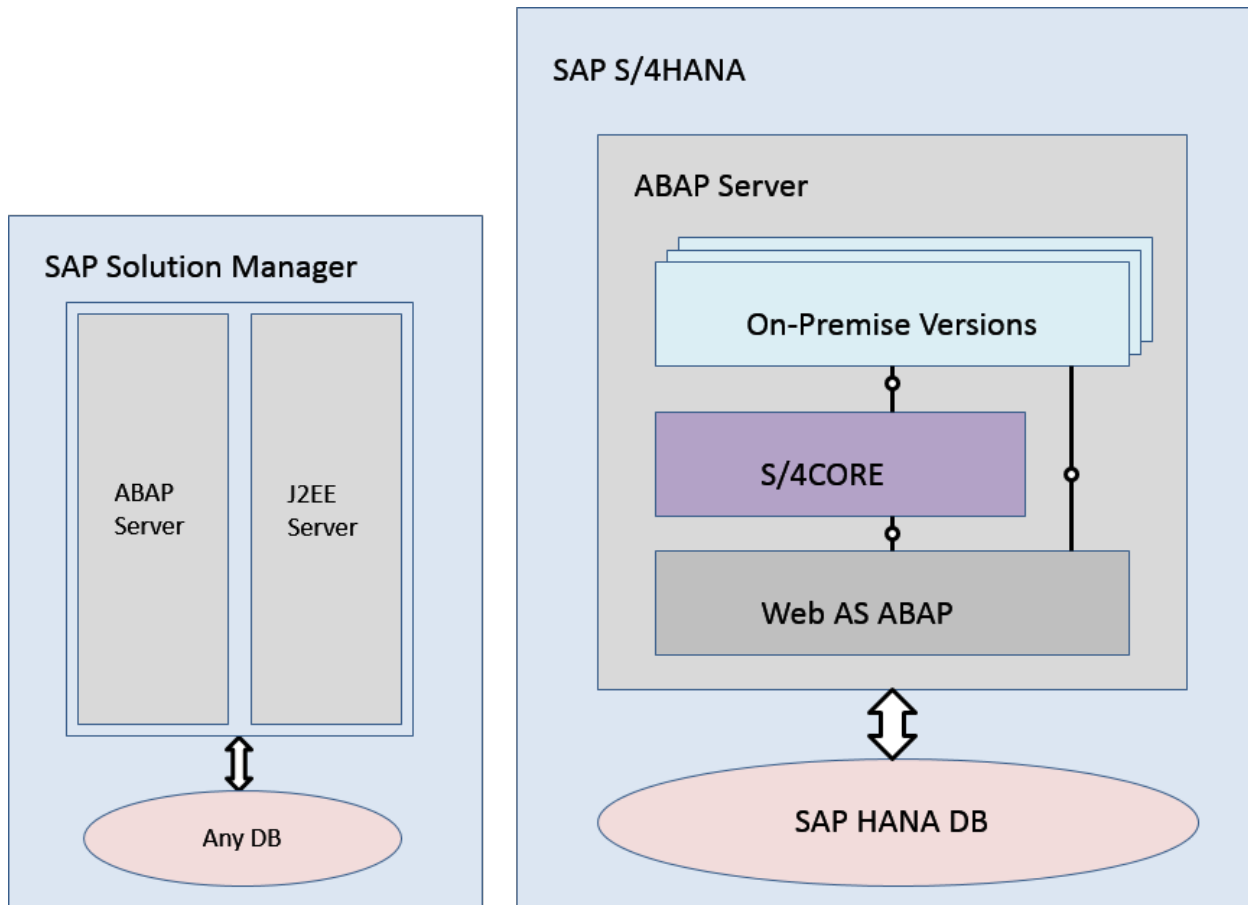 SAP Solution Manager
ABAP
Server
J2EE
Server
Any DB
SAP S/4HANA
ABAP Server
On-Premise Versions
S/4CORE
Web AS ABAP
SAP HANA DB